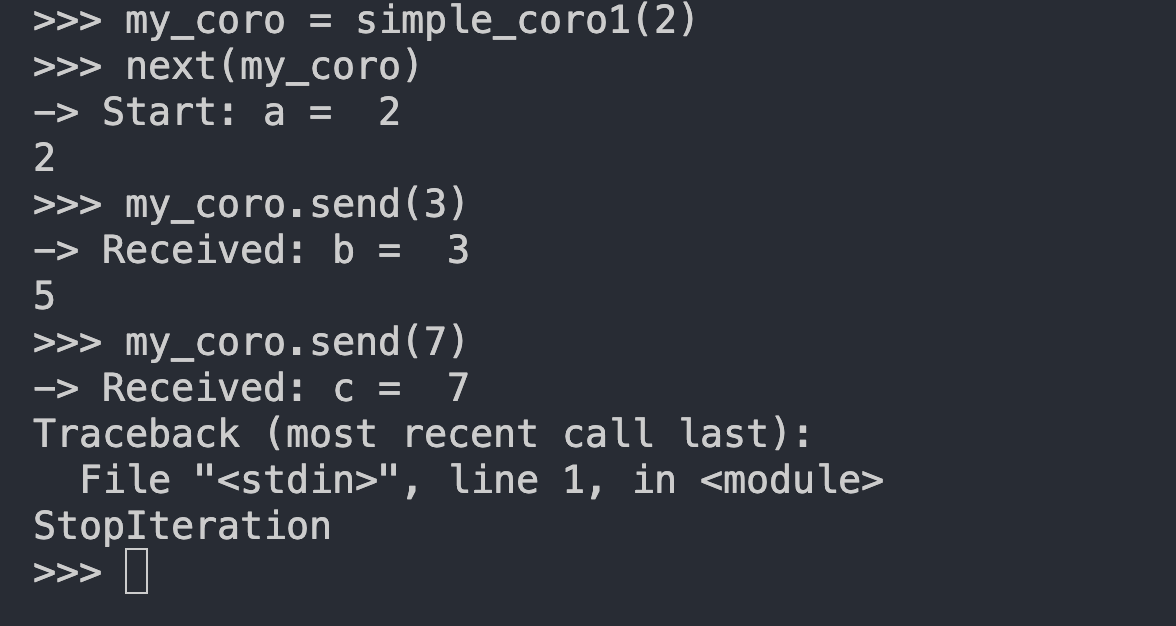 >>> my_coro = simple_coro1(2)
>>> next(my_coro)
-> Start: a =  2
2
>>> my_coro.send(3)
-> Received: b =  3
5
>>> my_coro.send(7)
-> Received: c =  7
Traceback (most recent call last):
  File "<stdin>", line 1, in <module>
StopIteration
>>>